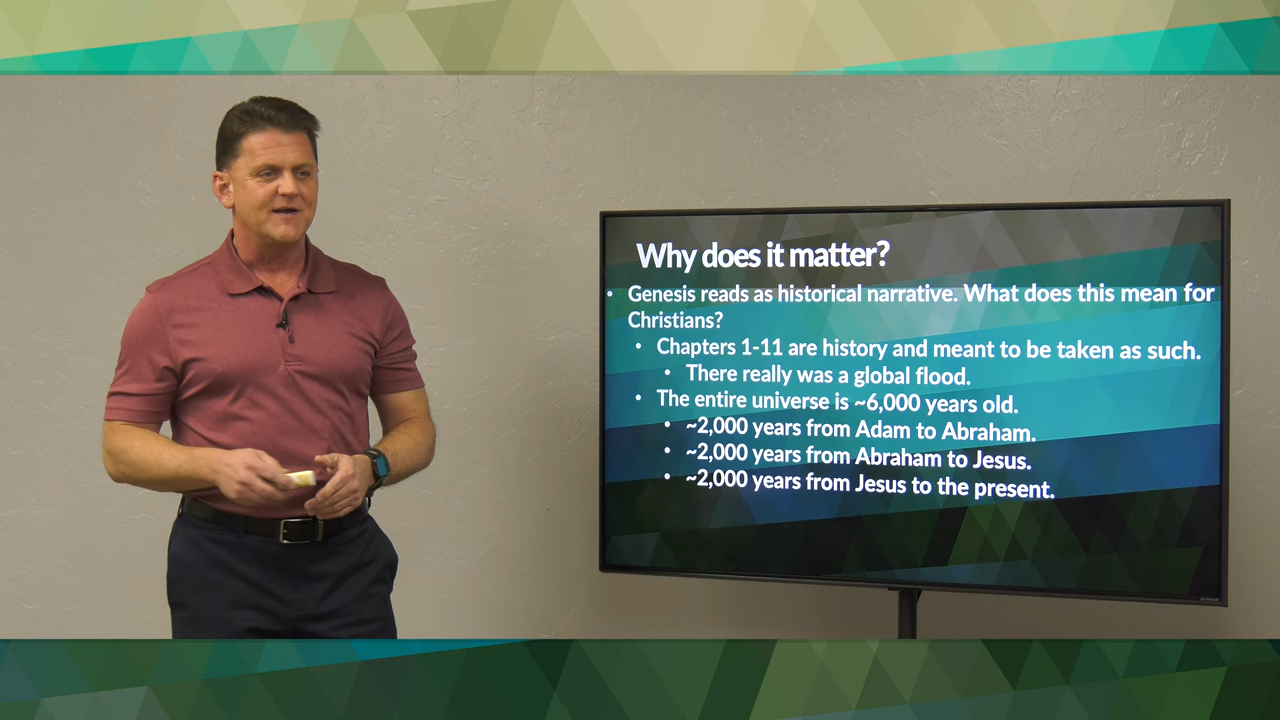 Why does it matter?
• Genesis reads as historical narrative. What does this mean for
Christians?
• Chapters 1-11 are history and meant to be taken as such.
• There really was a global flood.
• The entire universe is ~6,000 years old.
• ~2,000 years from Adam to Abraham.
• ~2,000 years from Abraham to Jesus.
• ~2,000 years from Jesus to the present.